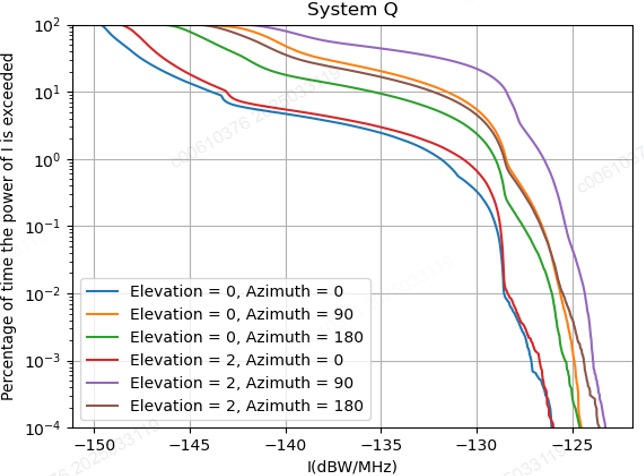 System Q
Percentage of time the power of I is exceeded
10²
10¹
10⁰
10⁻¹
10⁻²
10⁻³
10⁻⁴
Elevation = 0, Azimuth = 0
Elevation = 0, Azimuth = 90
Elevation = 0, Azimuth = 180
Elevation = 2, Azimuth = 0
Elevation = 2, Azimuth = 90
Elevation = 2, Azimuth = 180
−150 −145 −140 −135 −130 −125
I(dBW/MHz)